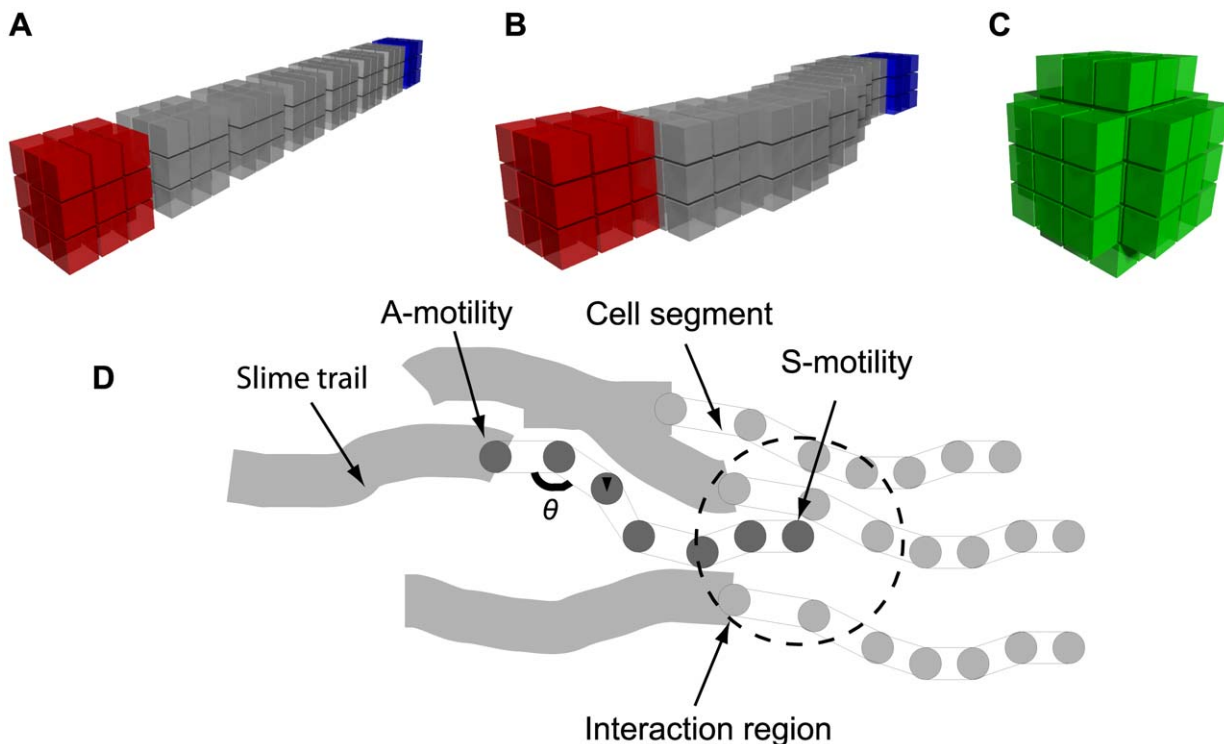 A
B
C
A-motility
Cell segment
S-motility
D
Slime trail
θ
Interaction region